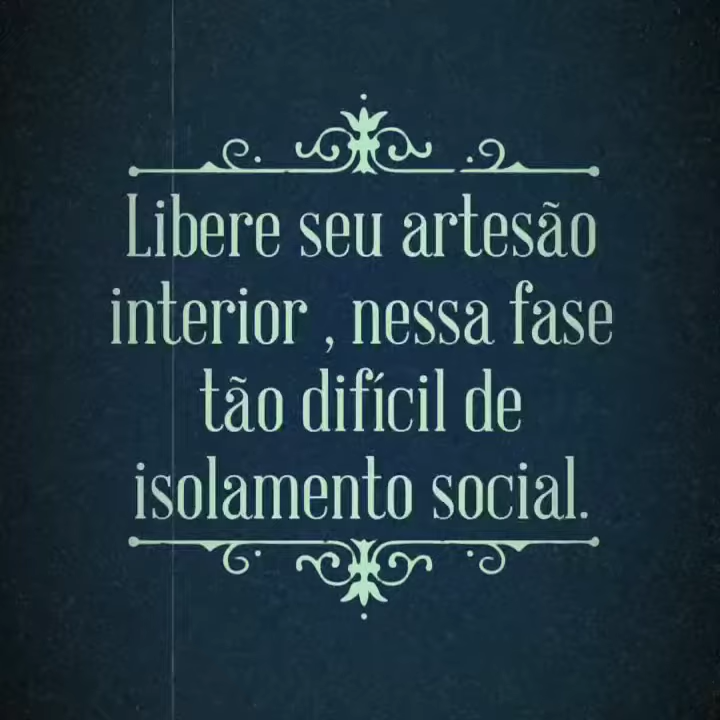 Libere seu artesão
interior , nessa fase
tão difícil de
isolamento social.